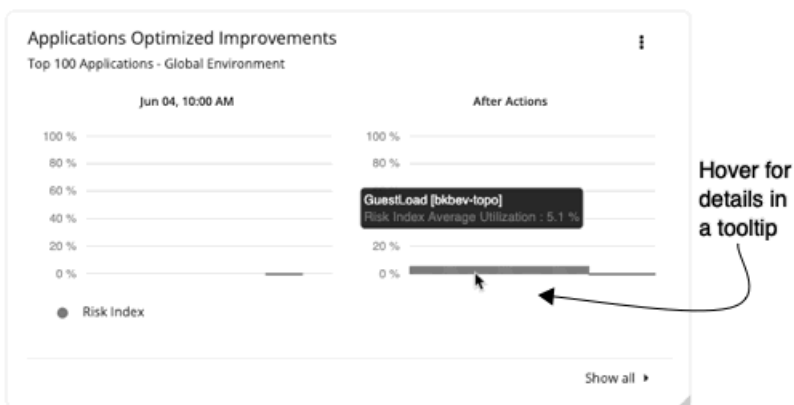 Applications Optimized Improvements
Top 100 Applications - Global Environment
Jun 04, 10:00 AM
100 %
80 %
60 %
40 %
20 %
0 %
Risk Index
After Actions
100 %
80 %
GuestLoad [bkbev-topo]
Risk Index Average Utilization : 5.1 %
20 %
0 %
Show all
Hover for
details in
a tooltip